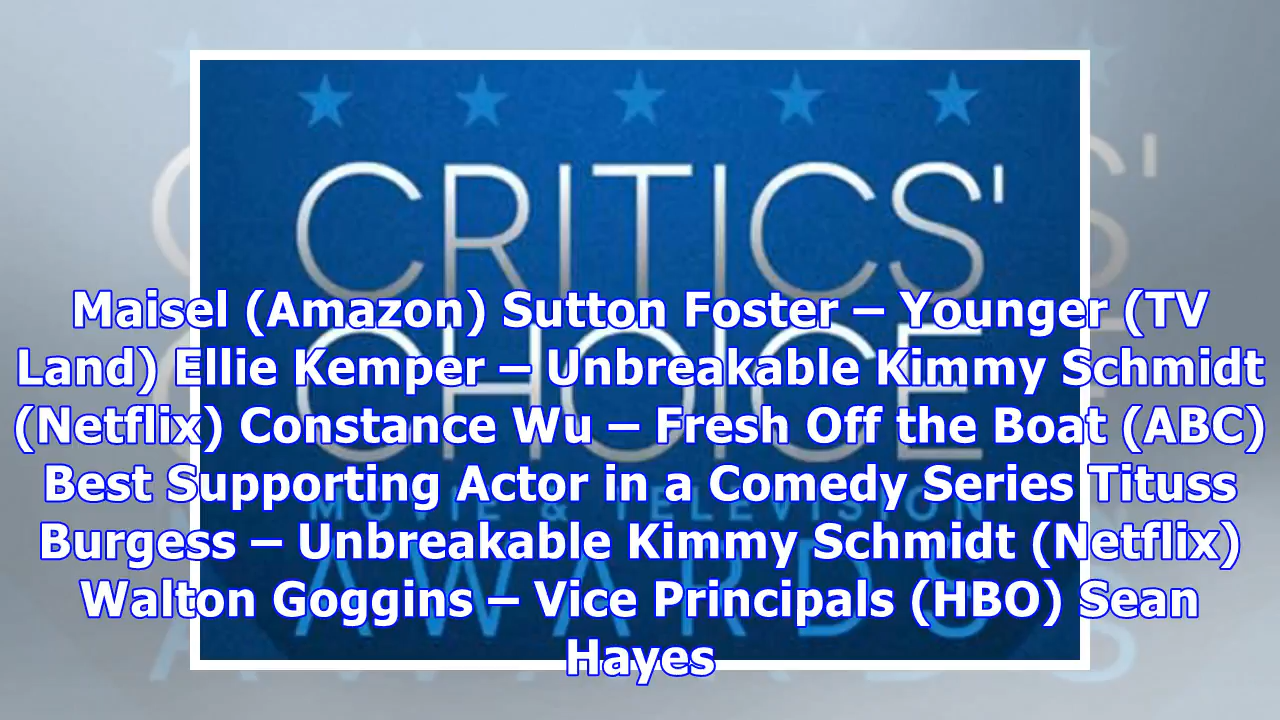 CRITICS'
CHOICE
MOVIE & TELEVISION
AWARDS
Maisel (Amazon) Sutton Foster – Younger (TV
Land) Ellie Kemper – Unbreakable Kimmy Schmidt
(Netflix) Constance Wu – Fresh Off the Boat (ABC)
Best Supporting Actor in a Comedy Series Tituss
Burgess – Unbreakable Kimmy Schmidt (Netflix)
Walton Goggins – Vice Principals (HBO) Sean
Hayes